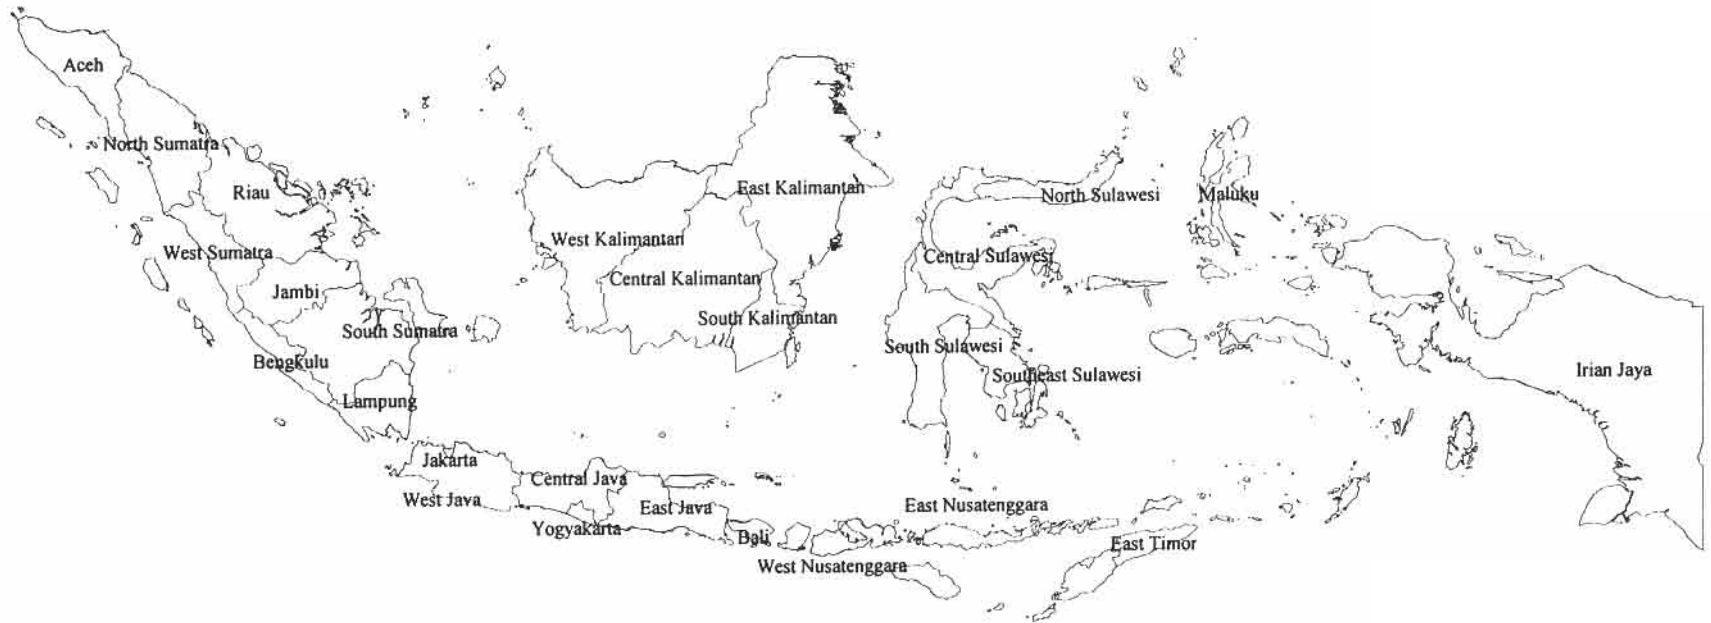 Aceh
North Sumatra
Riau
West Sumatra
Jambi
South Sumatra
Bengkulu
Lampung
Jakarta
West Java
Central Java
Yogyakarta
East Java
Bali
West Nusatenggara
East Nusatenggara
East Timor
East Kalimantan
West Kalimantan
Central Kalimantan
South Kalimantan
North Sulawesi
Central Sulawesi
South Sulawesi
Southeast Sulawesi
Maluku
Irian Jaya